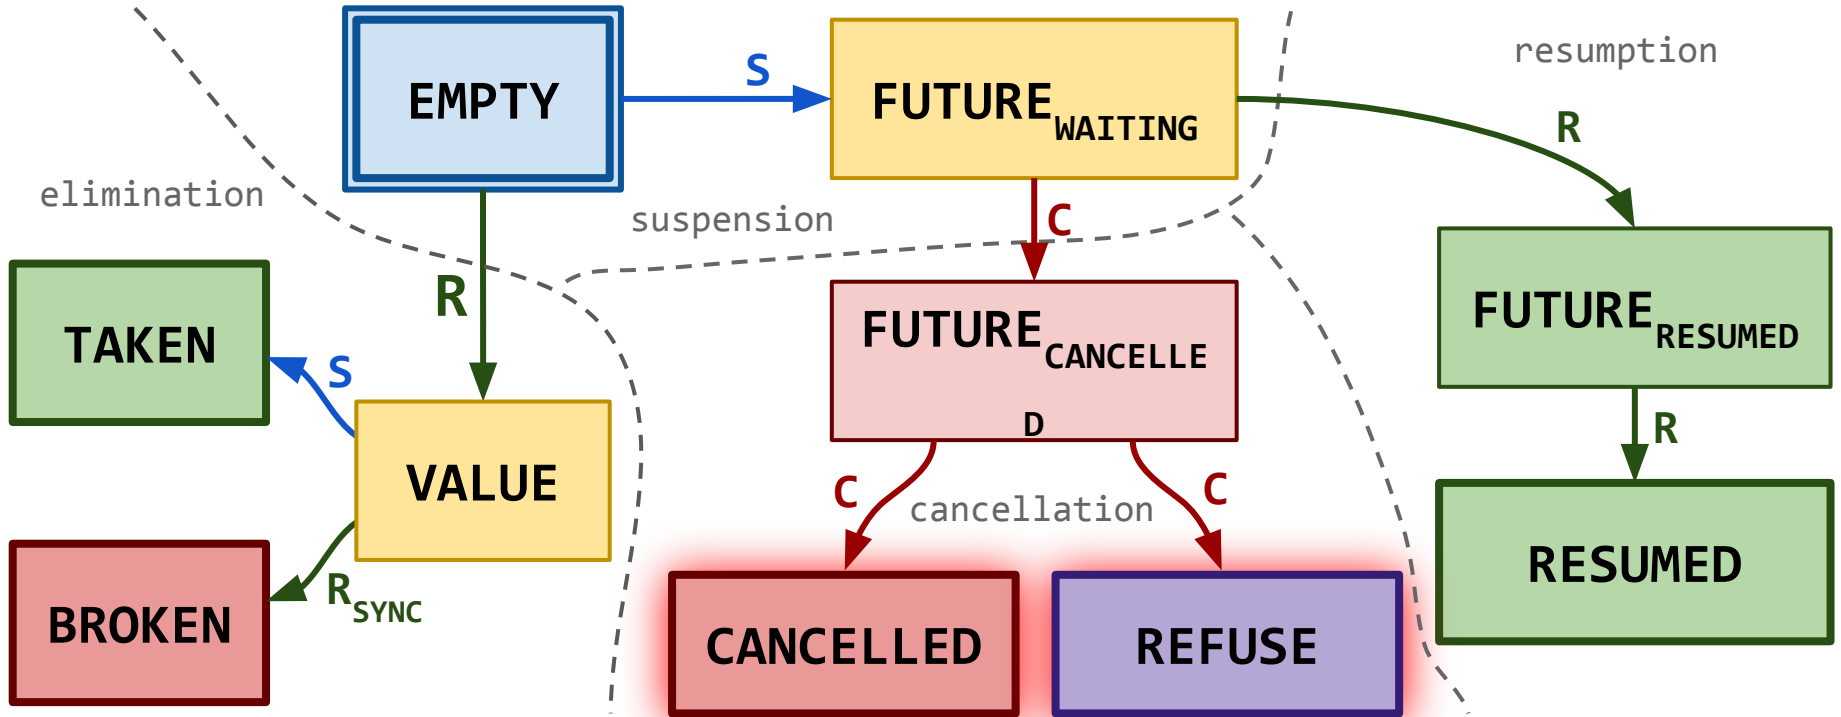 resumption
S
EMPTY
FUTURE
WAITING
R
elimination
suspension
C
R
TAKEN
S
FUTURE
CANCELLE
D
FUTURE
RESUMED
R
VALUE
C
C
cancellation
BROKEN
R
SYNC
CANCELLED
REFUSE
RESUMED